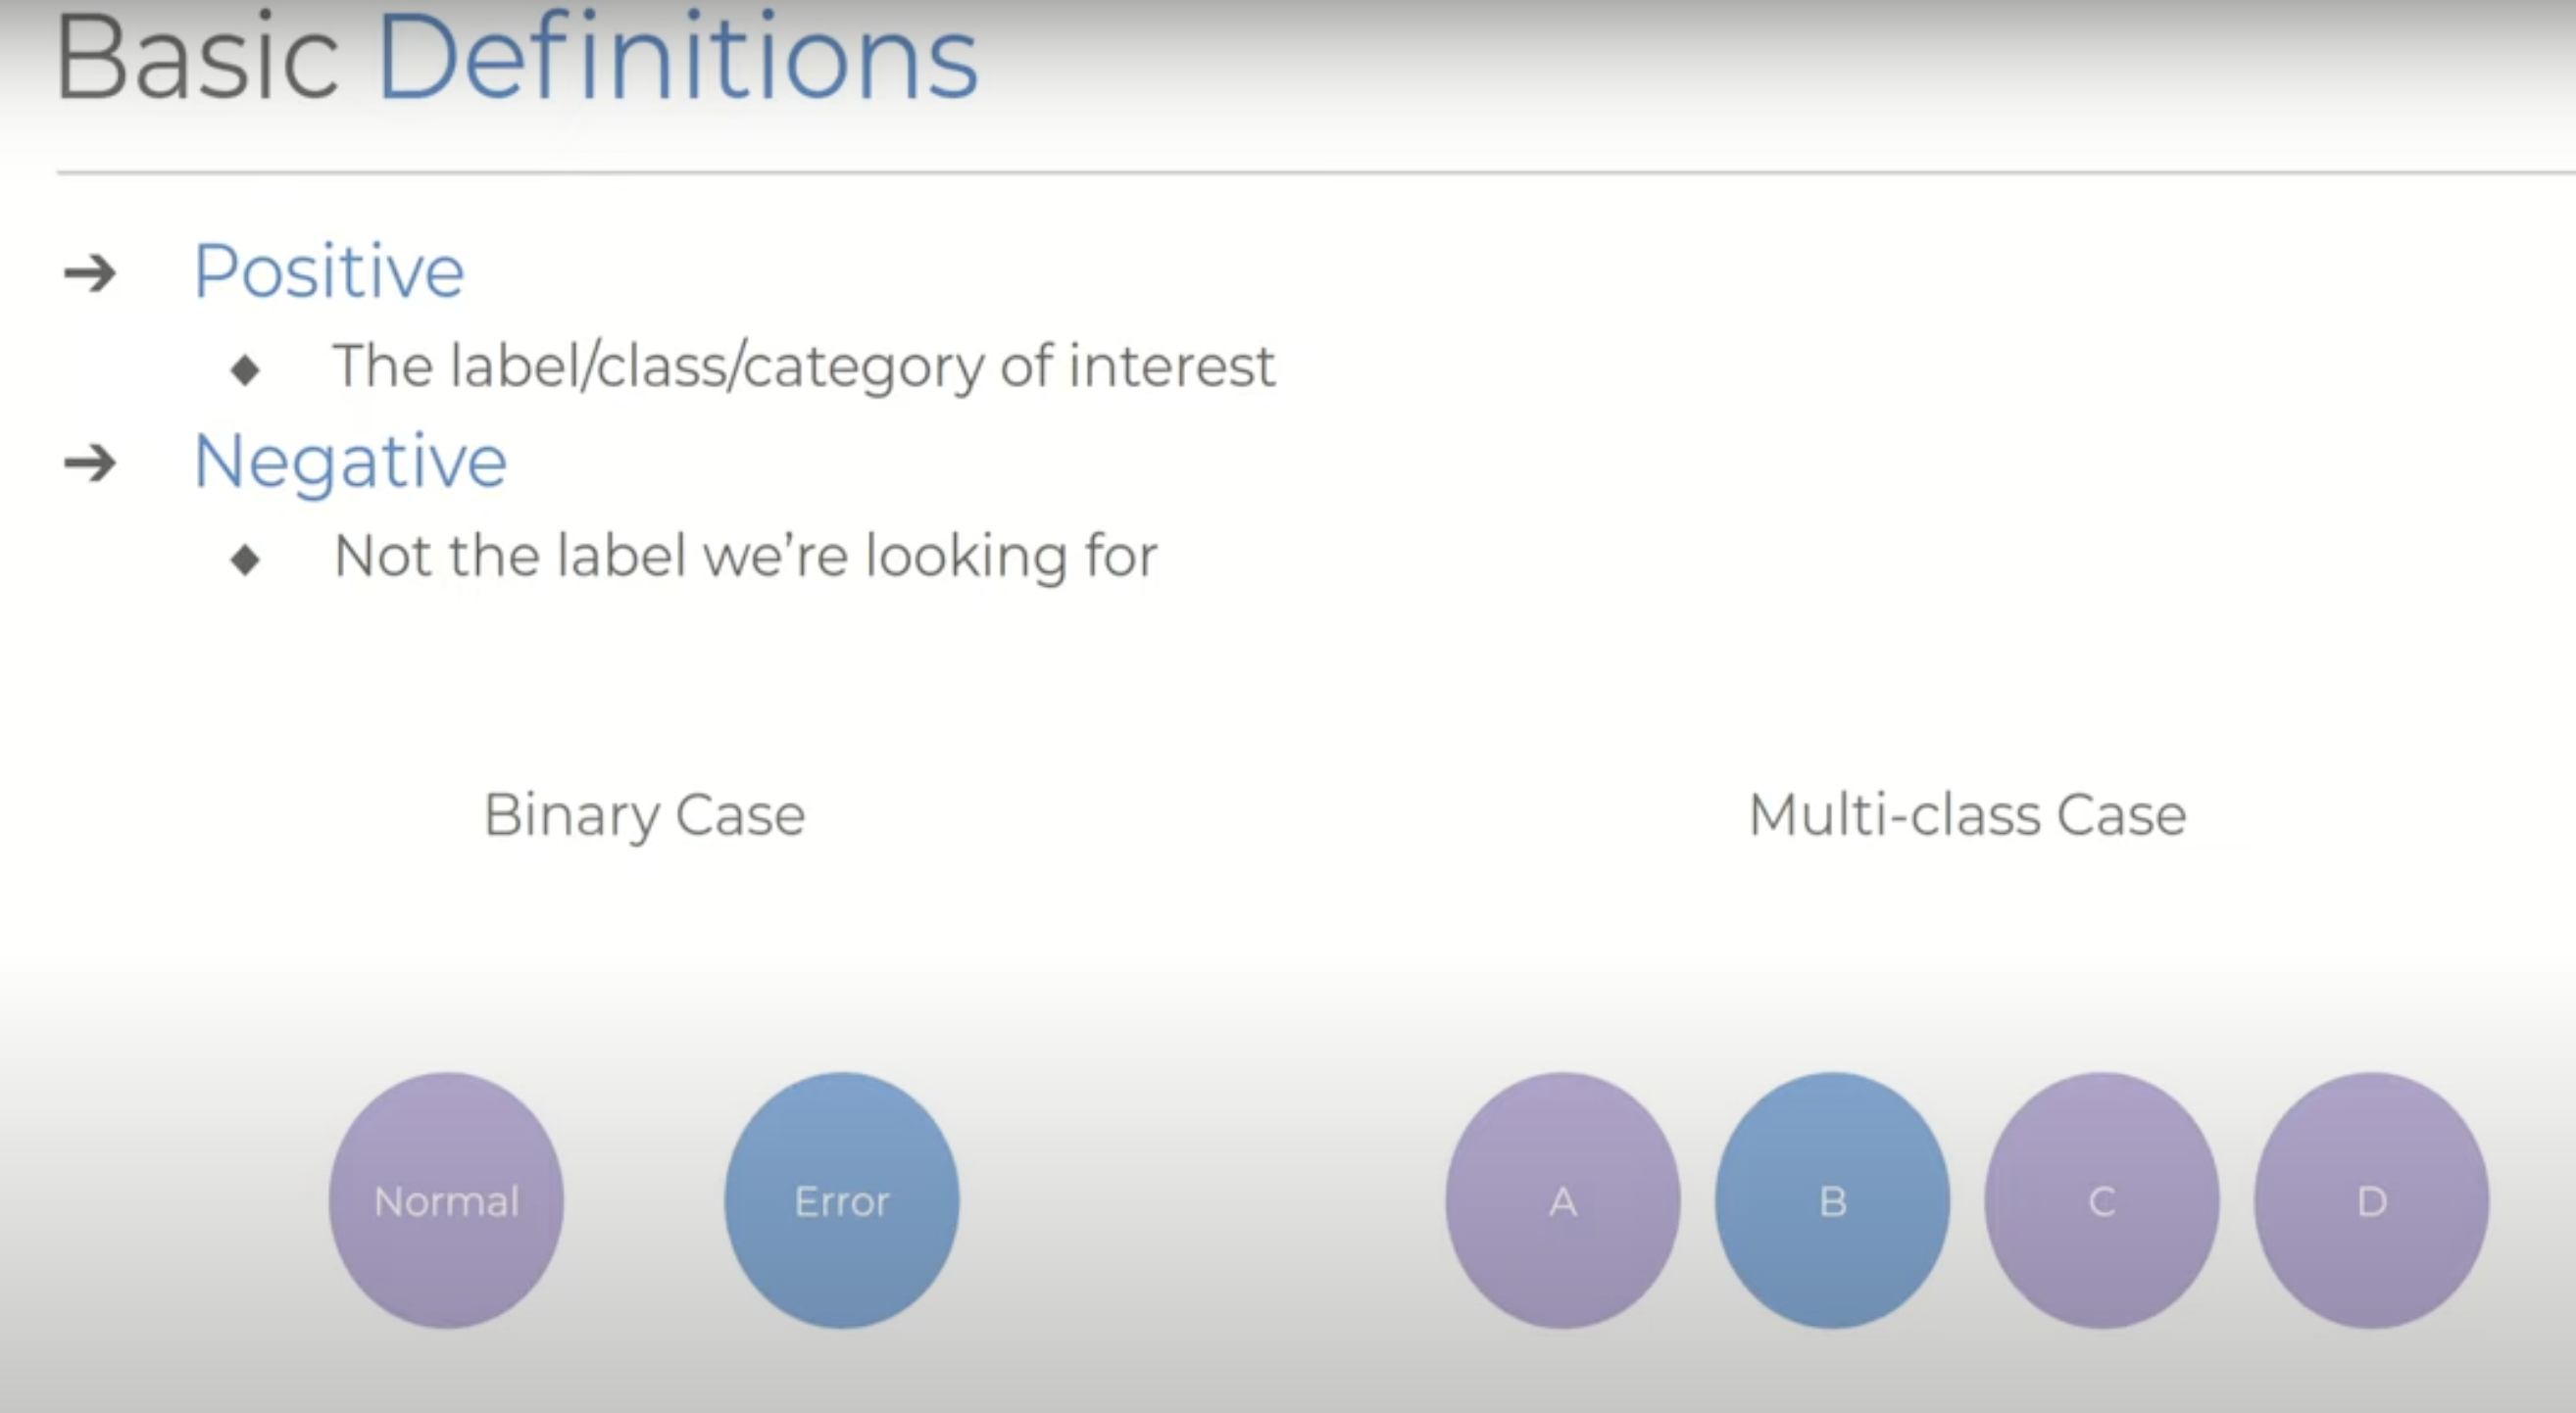 Basic Definitions
→ Positive
◆ The label/class/category of interest
→ Negative
◆ Not the label we’re looking for
Binary Case
Multi-class Case
Normal
Error
A
B
C
D